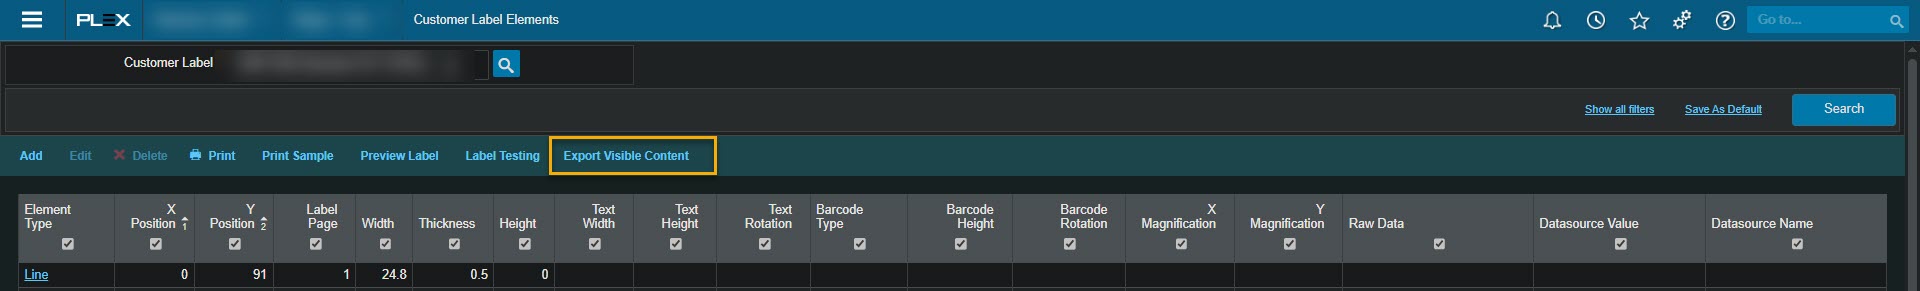 PLEX Customer Label Elements Go to...
Customer Label
Show all filters Save As Default Search
Add Edit Delete Print Print Sample Preview Label Label Testing Export Visible Content
Element X Y Label Text Text Text Barcode Barcode Barcode X Y
Type Position 1 Position 2 Page Width Thickness Height Width Height Rotation Type Height Rotation Magnification Magnification Raw Data Datasource Value Datasource Name
Line 0 91 1 24.8 0.5 0